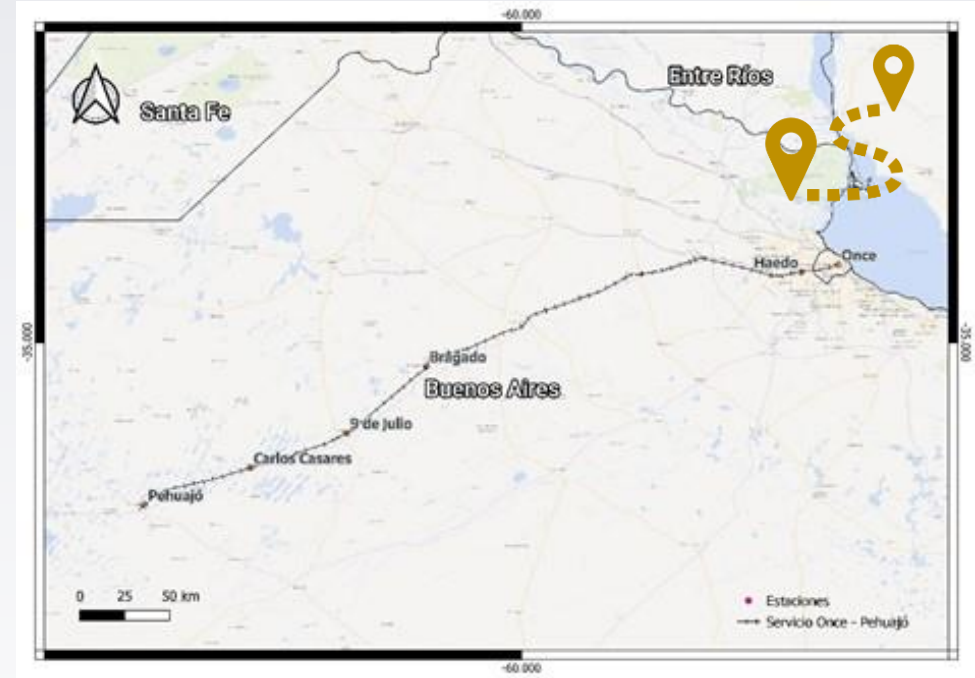 -60.000
Entre Ríos
Santa Fe
Haedo
Once
-35.000
-35.000
Bragado
Buenos Aires
9 de Julio
Carlos Casares
Pehuajó
0 25 50 km
Estaciones
Servicio Once - Pehuajó
-60.000